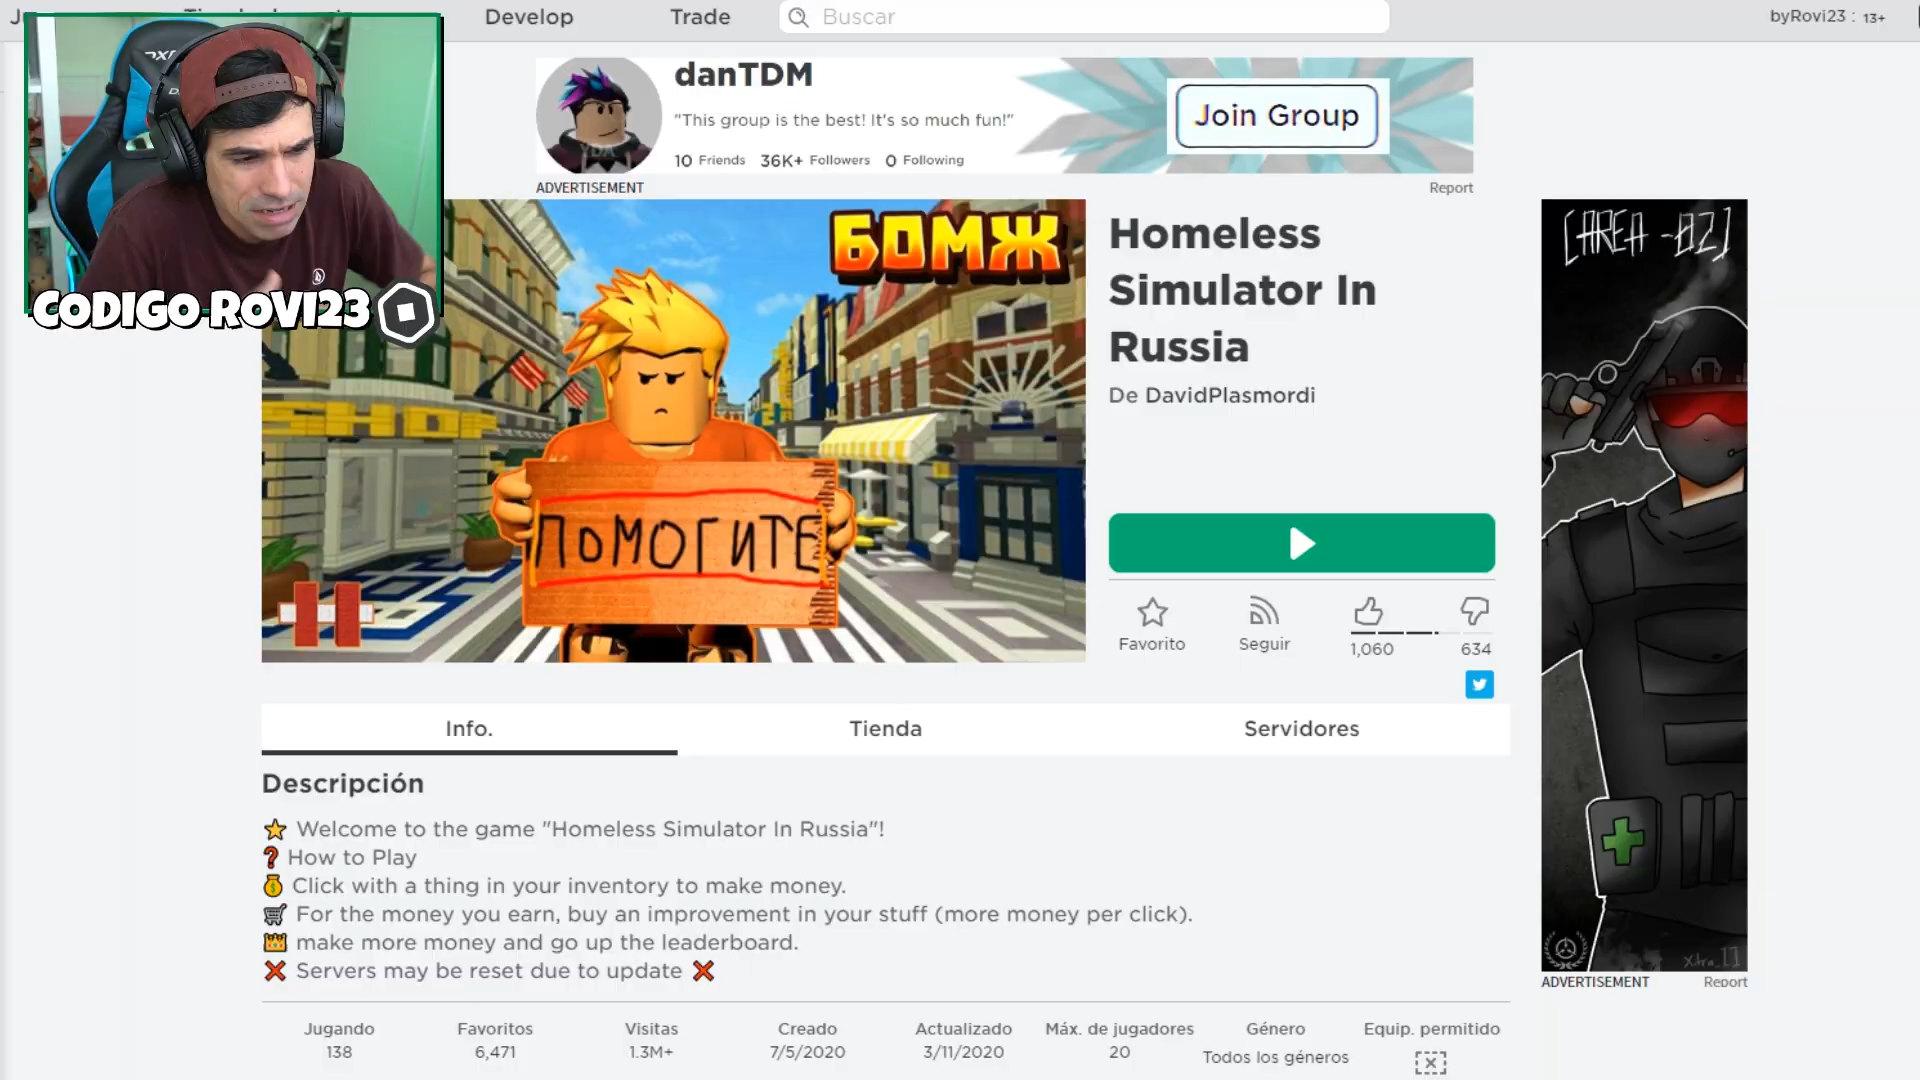 Develop
Trade
Buscar
byRovi23 : 13+
danTDM
"This group is the best! It's so much fun!"
10 Friends 36K+ Followers 0 Following
Join Group
ADVERTISEMENT
Report
CODIGO ROVI23
БОМЖ
ПОМОГИТЕ
Homeless
Simulator In
Russia
De DavidPlasmordi
Favorito
Seguir
1,060
634
[AREA -02]
ADVERTISEMENT
Report
Info.
Tienda
Servidores
Descripción
Welcome to the game "Homeless Simulator In Russia"!
How to Play
Click with a thing in your inventory to make money.
For the money you earn, buy an improvement in your stuff (more money per click).
make more money and go up the leaderboard.
Servers may be reset due to update
Jugando
138
Favoritos
6,471
Visitas
1.3M+
Creado
7/5/2020
Actualizado
3/11/2020
Máx. de jugadores
20
Género
Todos los géneros
Equip. permitido